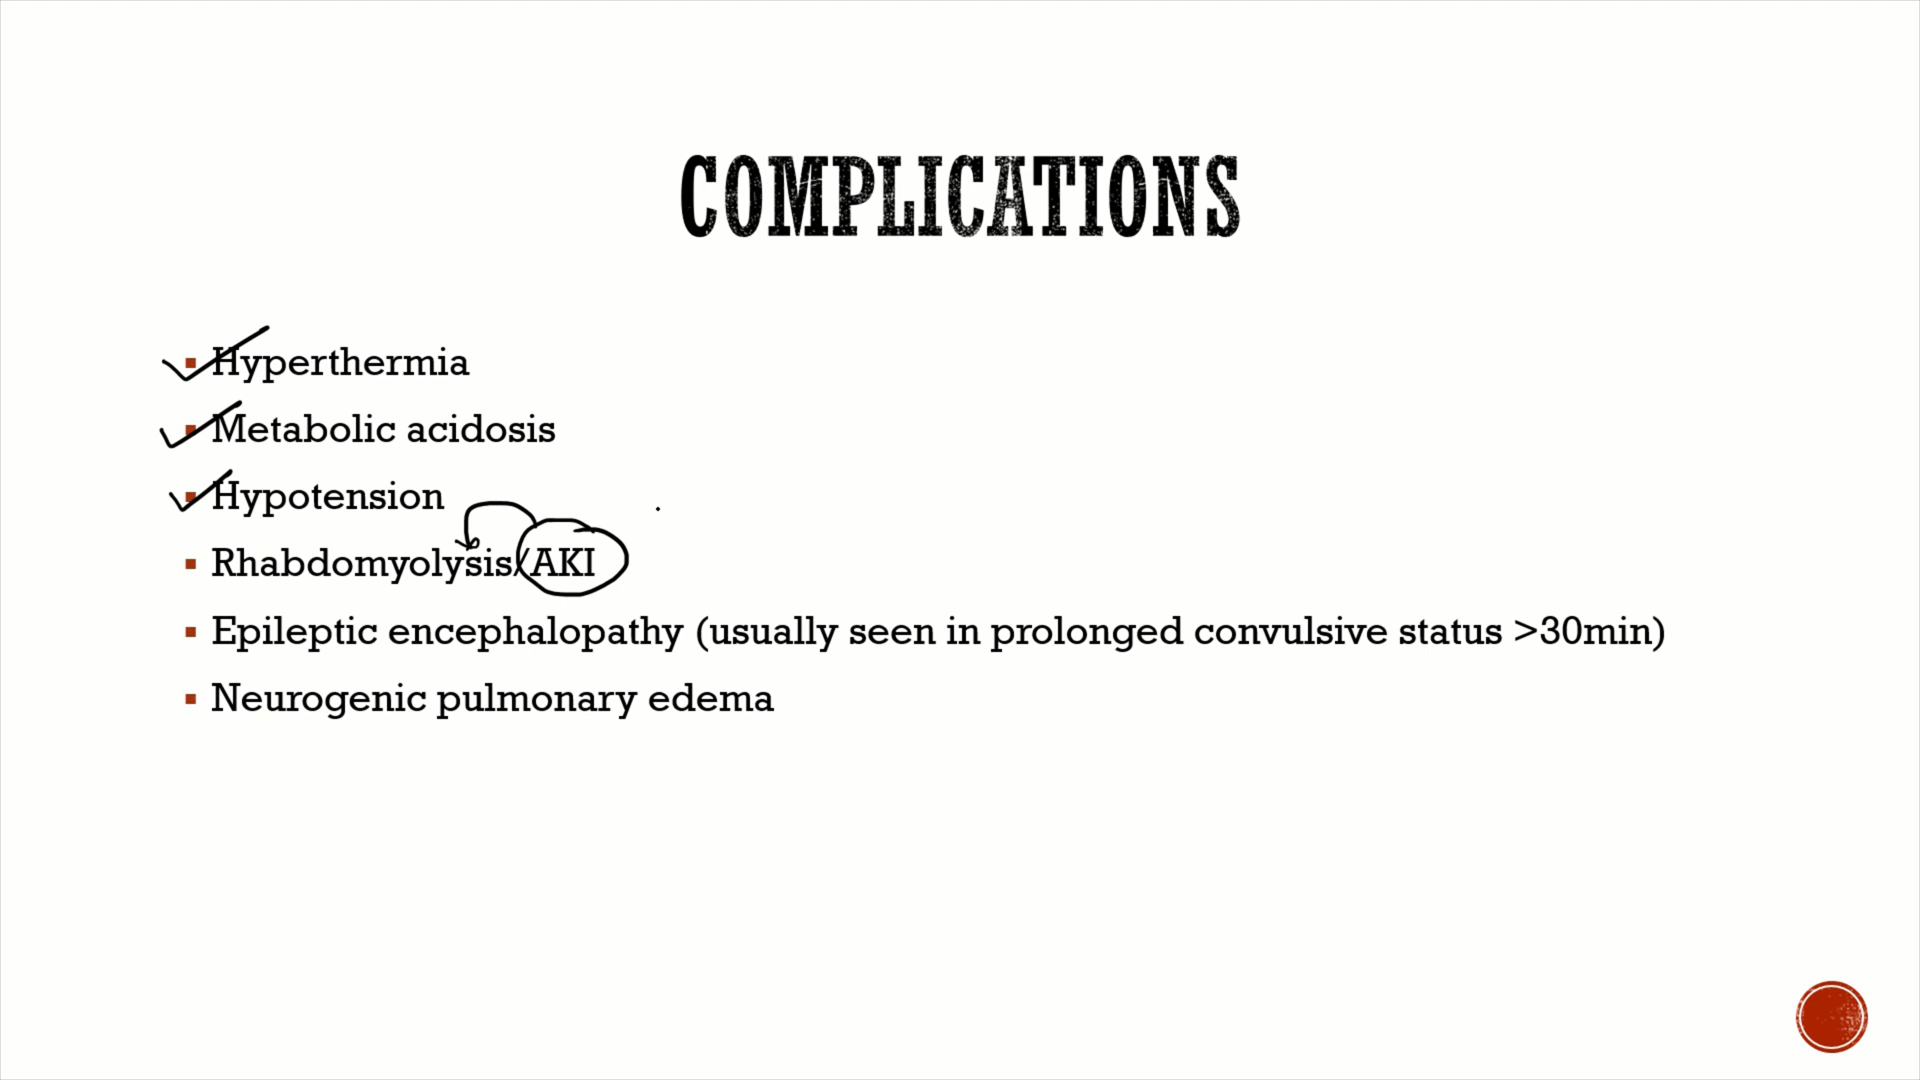 COMPLICATIONS
Hyperthermia
Metabolic acidosis
Hypotension
Rhabdomyolysis/AKI
Epileptic encephalopathy (usually seen in prolonged convulsive status >30min)
Neurogenic pulmonary edema